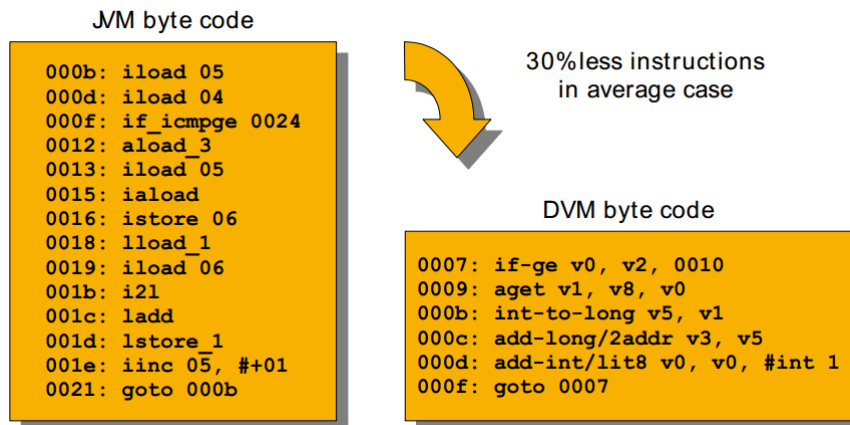 JVM byte code
000b: iload 05
000d: iload 04
000f: if_icmpge 0024
0012: aload_3
0013: iload 05
0015: iaload
0016: istore 06
0018: lload_1
0019: iload 06
001b: i2l
001c: ladd
001d: lstore_1
001e: iinc 05, #+01
0021: goto 000b
30%less instructions
in average case
DVM byte code
0007: if-ge v0, v2, 0010
0009: aget v1, v8, v0
000b: int-to-long v5, v1
000c: add-long/2addr v3, v5
000d: add-int/lit8 v0, v0, #int 1
000f: goto 0007